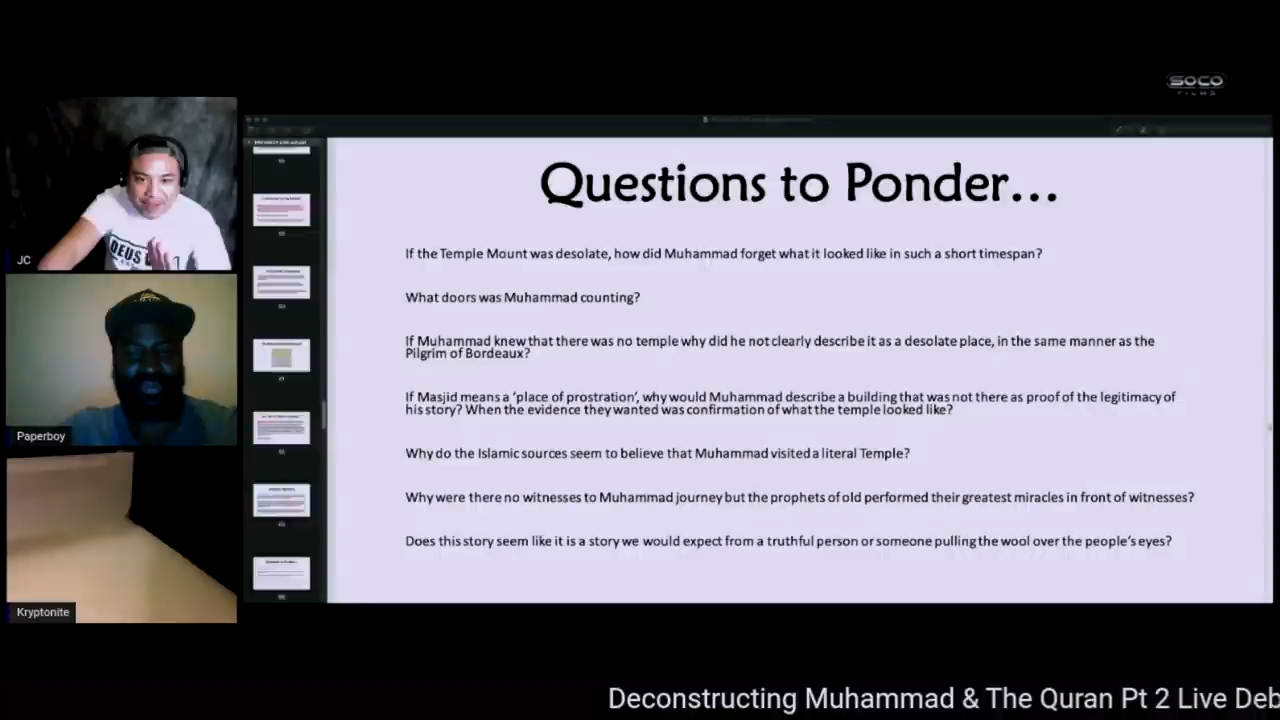 SOCO
FILMS
Questions to Ponder...
If the Temple Mount was desolate, how did Muhammad forget what it looked like in such a short timespan?
What doors was Muhammad counting?
If Muhammad knew that there was no temple why did he not clearly describe it as a desolate place, in the same manner as the
Pilgrim of Bordeaux?
If Masjid means a ‘place of prostration’, why would Muhammad describe a building that was not there as proof of the legitimacy of
his story? When the evidence they wanted was confirmation of what the temple looked like?
Why do the Islamic sources seem to believe that Muhammad visited a literal Temple?
Why were there no witnesses to Muhammad journey but the prophets of old performed their greatest miracles in front of witnesses?
Does this story seem like it is a story we would expect from a truthful person or someone pulling the wool over the people’s eyes?
DEUS
JC
Paperboy
Kryptonite
Deconstructing Muhammad & The Quran Pt 2 Live Deb